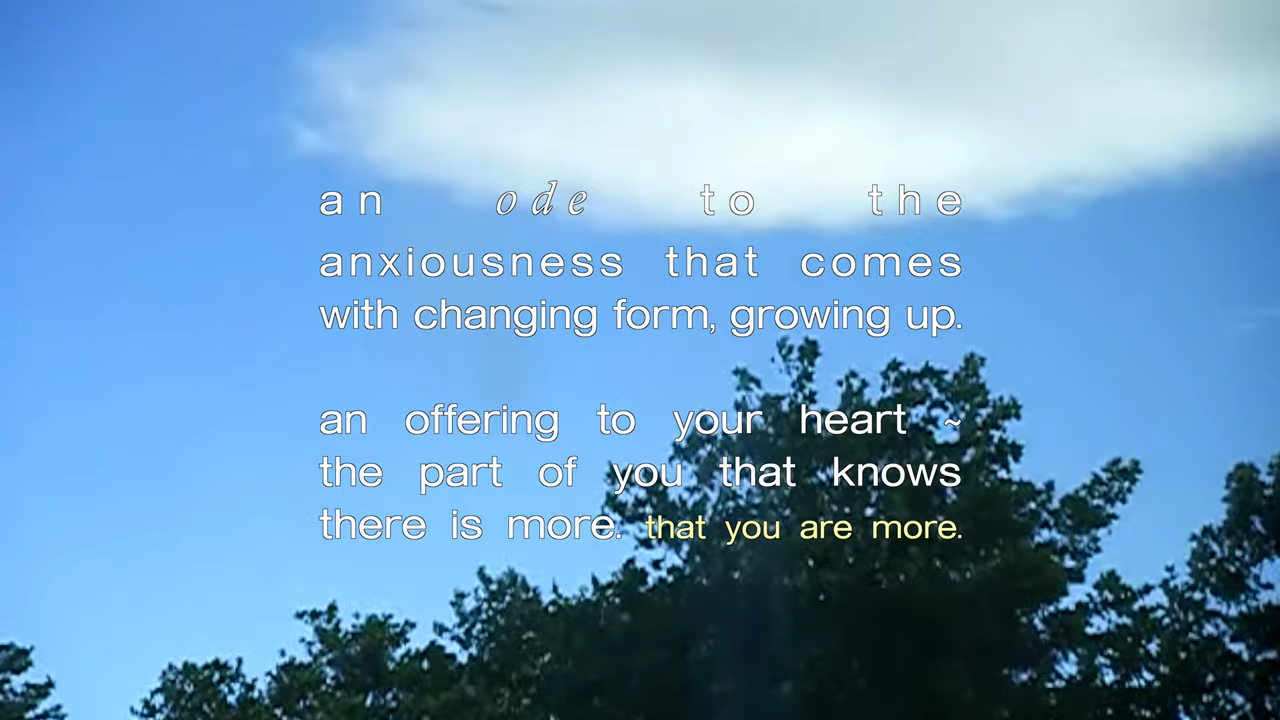 an ode to the
anxiousness that comes
with changing form, growing up.
an offering to your heart ~
the part of you that knows
there is more. that you are more.